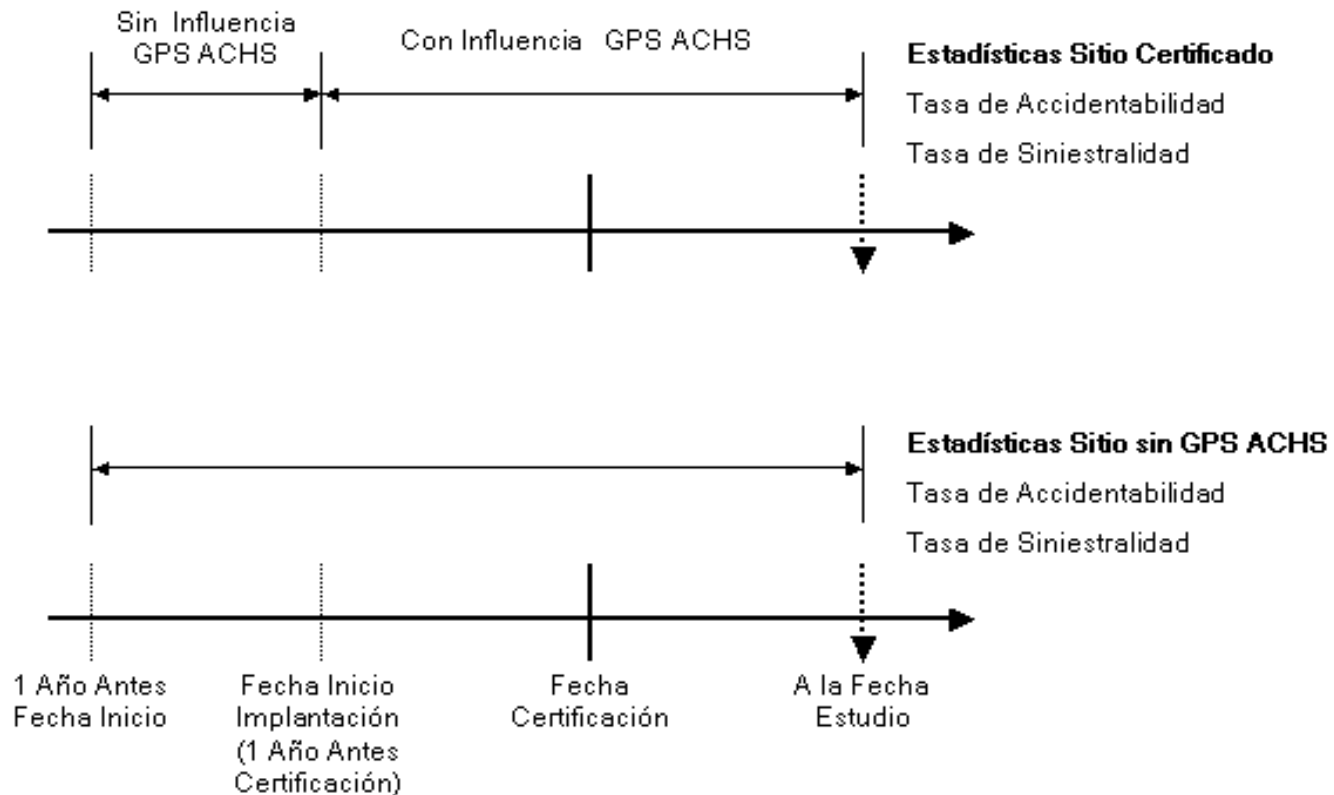 Sin Influencia
GPS ACHS
Con Influencia GPS ACHS
Estadísticas Sitio Certificado
Tasa de Accidentabilidad
Tasa de Siniestralidad
Estadísticas Sitio sin GPS ACHS
Tasa de Accidentabilidad
Tasa de Siniestralidad
1 Año Antes
Fecha Inicio
Fecha Inicio
Implantación
(1 Año Antes
Certificación)
Fecha
Certificación
A la Fecha
Estudio